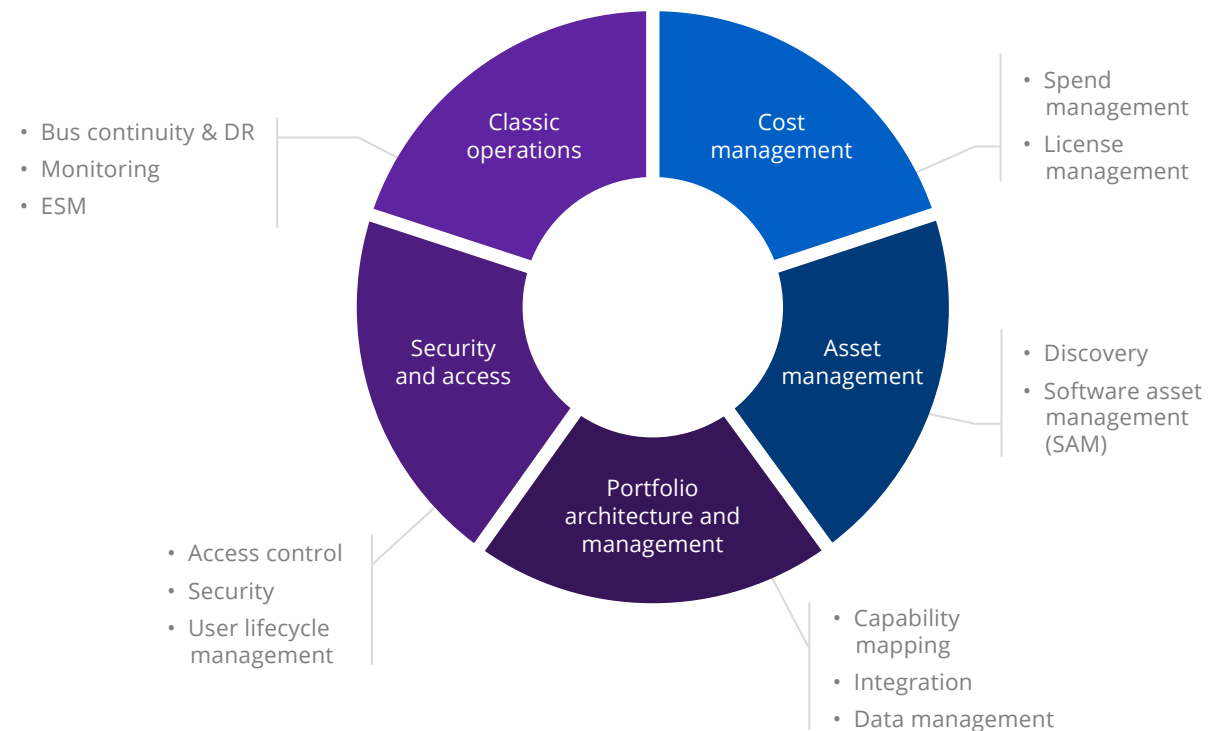 Classic
operations
Cost
management
Asset
management
Portfolio
architecture and
management
Security
and access
• Spend
management
• License
management
• Discovery
• Software asset
management
(SAM)
• Capability
mapping
• Integration
• Data management
• Access control
• Security
• User lifecycle
management
• Bus continuity & DR
• Monitoring
• ESM